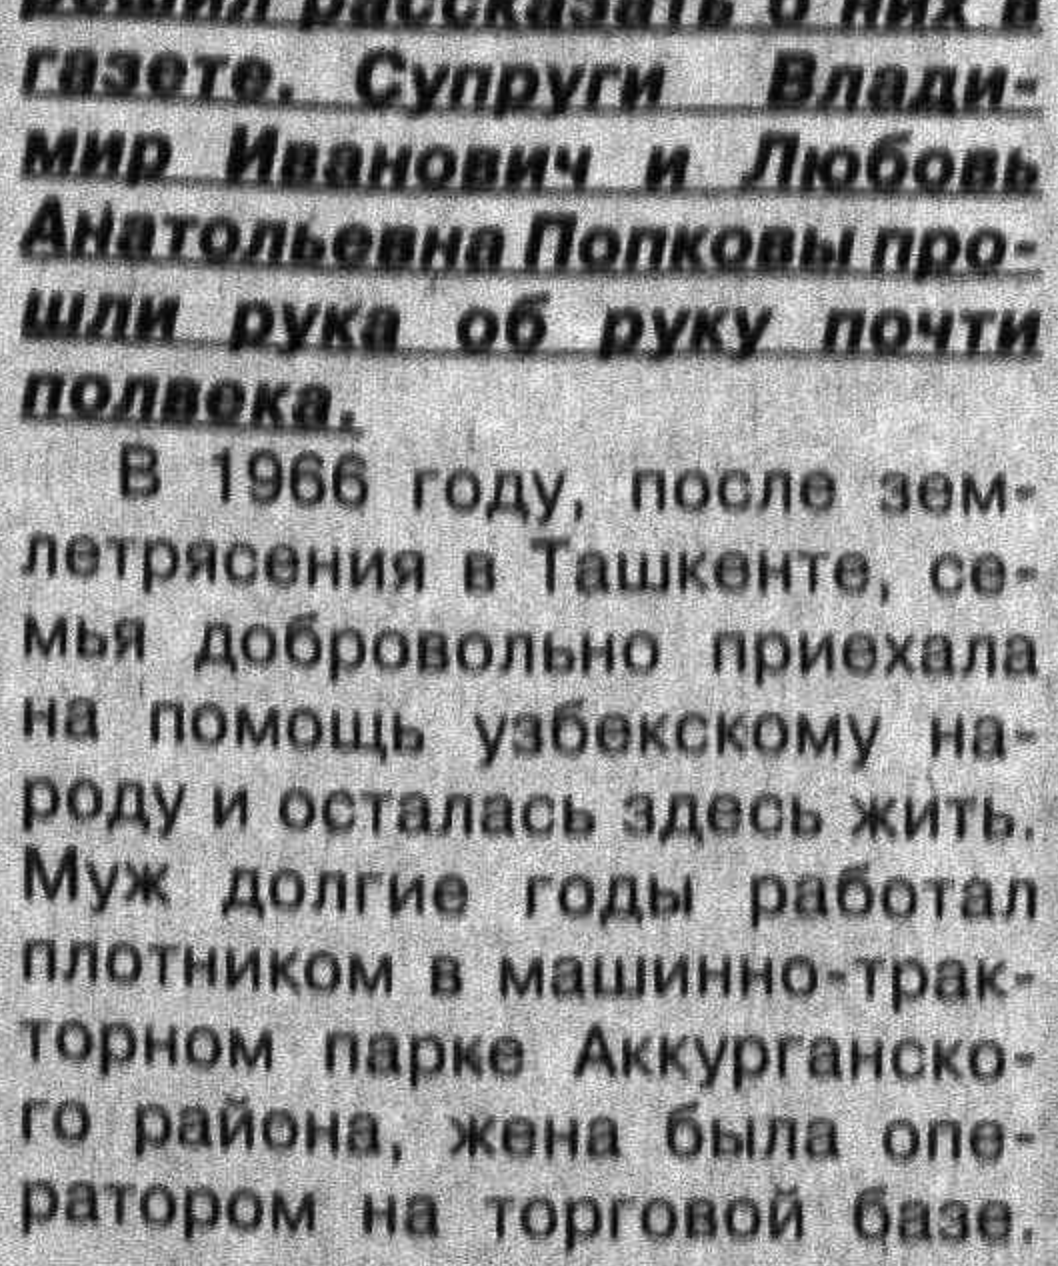 рассказать о них в
газете. Супруги Влади-
мир Иванович и Любовь
Анатольевна Попковы про-
шли рука об руку почти
полвека.
В 1966 году, после зем-
летрясения в Ташкенте, се-
мья добровольно приехала
на помощь узбекскому на-
роду и осталась здесь жить.
Муж долгие годы работал
плотником в машинно-трак-
торном парке Аккурганско-
го района, жена была опе-
ратором на торговой базе.